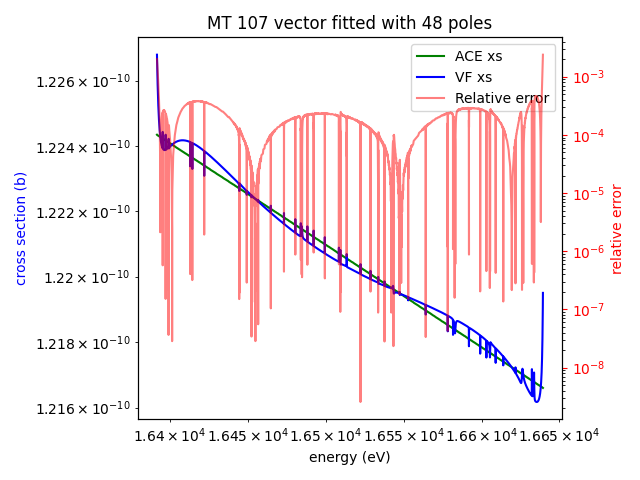 MT 107 vector fitted with 48 poles
ACE xs
VF xs
Relative error
cross section (b)
1.226 × 10⁻¹⁰
1.224 × 10⁻¹⁰
1.222 × 10⁻¹⁰
1.22 × 10⁻¹⁰
1.218 × 10⁻¹⁰
1.216 × 10⁻¹⁰
10⁻³
10⁻⁴
10⁻⁵
10⁻⁶
10⁻⁷
10⁻⁸
relative error
1.64 × 10⁴ 1.645 × 10⁴ 1.65 × 10⁴ 1.655 × 10⁴ 1.66 × 10⁴ 1.665 × 10⁴
energy (eV)